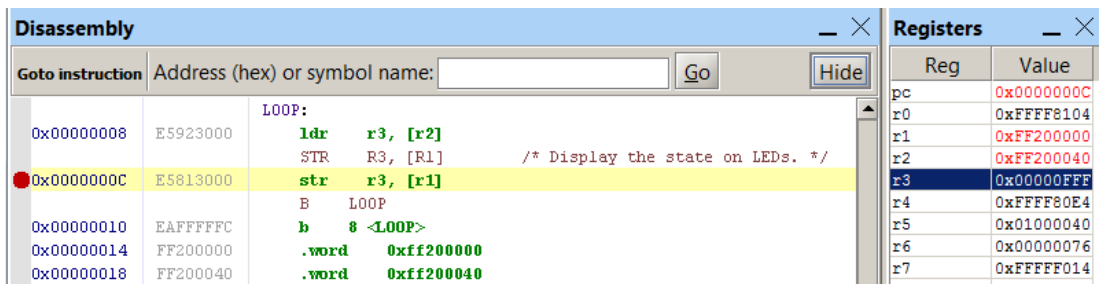 Disassembly
Goto instruction Address (hex) or symbol name: Go Hide
LOOP:
0x00000008 E5923000 ldr r3, [r2]
STR R3, [R1] /* Display the state on LEDs. */
0x0000000C E5813000 str r3, [r1]
B LOOP
0x00000010 EAFFFFFC b 8 <LOOP>
0x00000014 FF200000 .word 0xff200000
0x00000018 FF200040 .word 0xff200040
Registers
Reg Value
pc 0x0000000C
r0 0xFFFF8104
r1 0xFF200000
r2 0xFF200040
r3 0x00000FFF
r4 0xFFFF80E4
r5 0x01000040
r6 0x00000076
r7 0xFFFFF014